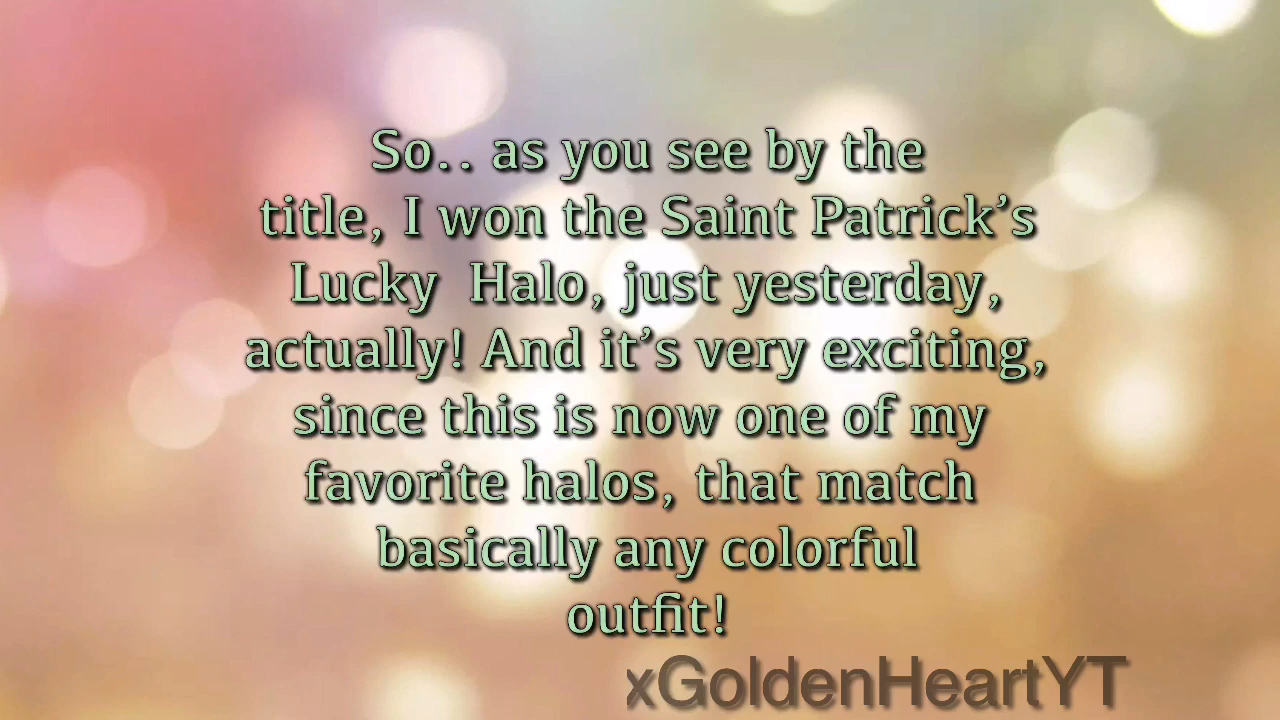 So.. as you see by the
title, I won the Saint Patrick’s
Lucky  Halo, just yesterday,
actually! And it’s very exciting,
since this is now one of my
favorite halos, that match
basically any colorful
outfit!
xGoldenHeartYT